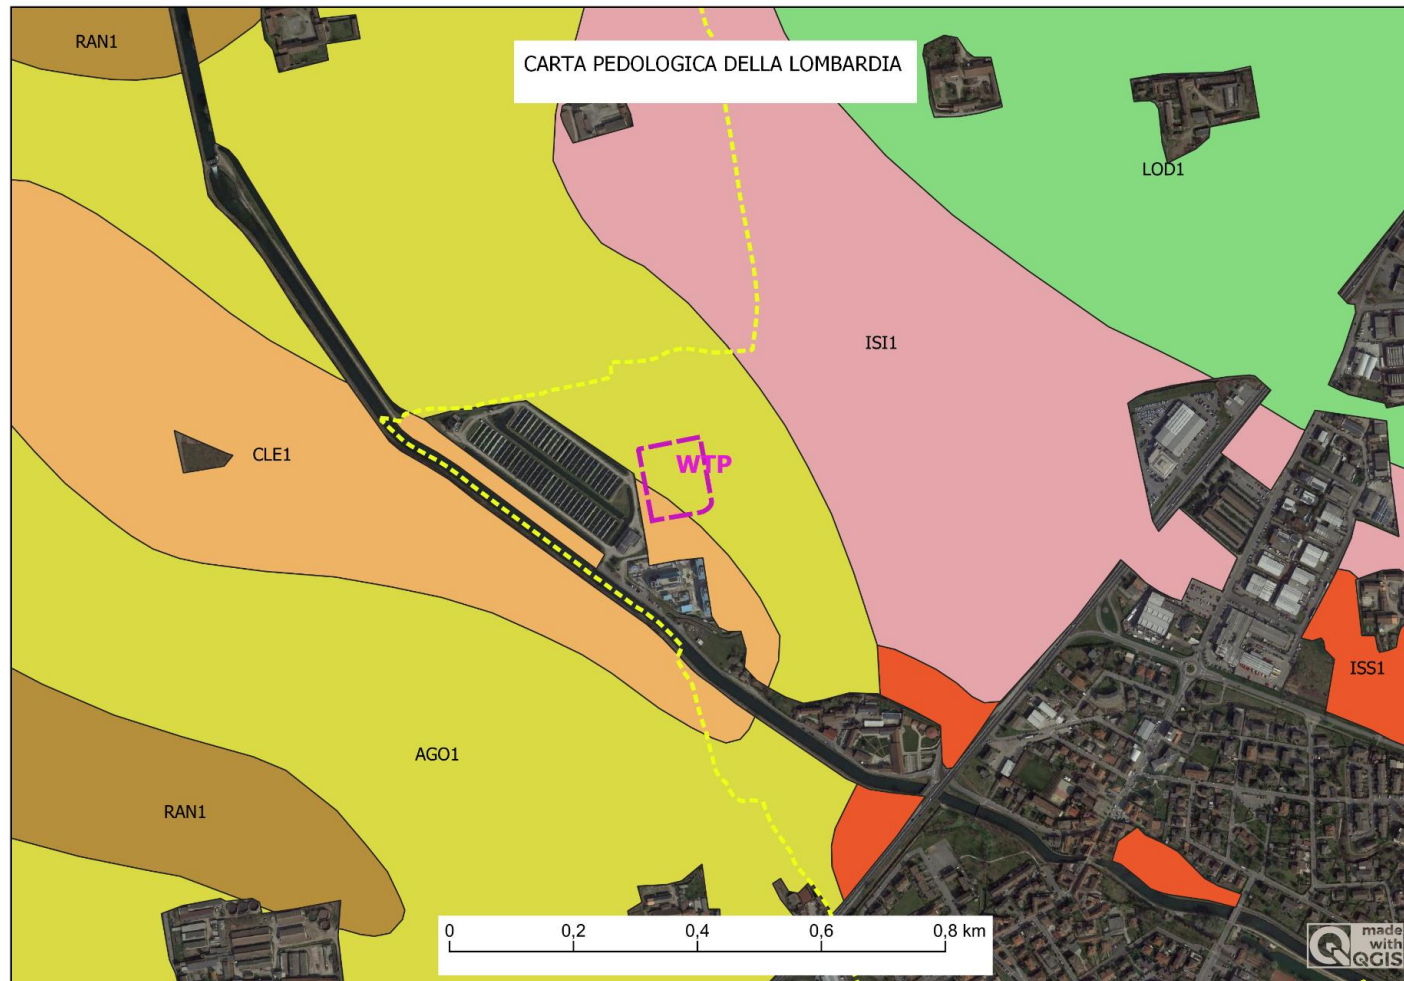 RAN1
CARTA PEDOLOGICA DELLA LOMBARDIA
LOD1
ISI1
CLE1
WTP
ISS1
AGO1
RAN1
0 0,2 0,4 0,6 0,8 km
made
with
QGIS